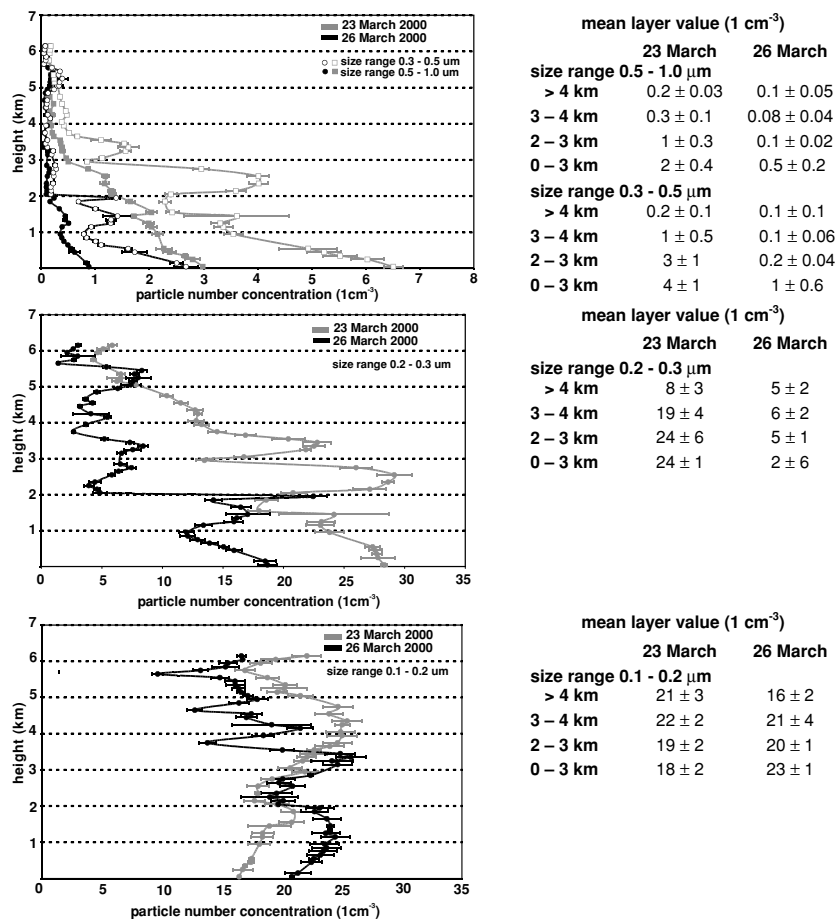 7
6
5
4
3
2
1
height (km)
23 March 2000
26 March 2000
size range 0.3 - 0.5 um
size range 0.5 - 1.0 um
0 1 2 3 4 5 6 7 8
particle number concentration (1cm-3)
mean layer value (1 cm-3)
23 March 26 March
size range 0.5 - 1.0 μm
> 4 km 0.2 ± 0.03 0.1 ± 0.05
3 – 4 km 0.3 ± 0.1 0.08 ± 0.04
2 – 3 km 1 ± 0.3 0.1 ± 0.02
0 – 3 km 2 ± 0.4 0.5 ± 0.2
size range 0.3 - 0.5 μm
> 4 km 0.2 ± 0.1 0.1 ± 0.1
3 – 4 km 1 ± 0.5 0.1 ± 0.06
2 – 3 km 3 ± 1 0.2 ± 0.04
0 – 3 km 4 ± 1 1 ± 0.6
7
6
5
4
3
2
1
height (km)
23 March 2000
26 March 2000
size range 0.2 - 0.3 um
0 5 10 15 20 25 30 35
particle number concentration (1cm-3)
mean layer value (1 cm-3)
23 March 26 March
size range 0.2 - 0.3 μm
> 4 km 8 ± 3 5 ± 2
3 – 4 km 19 ± 4 6 ± 2
2 – 3 km 24 ± 6 5 ± 1
0 – 3 km 24 ± 1 2 ± 6
7
6
5
4
3
2
1
height (km)
23 March 2000
26 March 2000
size range 0.1 - 0.2 um
0 5 10 15 20 25 30 35
particle number concentration (1cm-3)
mean layer value (1 cm-3)
23 March 26 March
size range 0.1 - 0.2 μm
> 4 km 21 ± 3 16 ± 2
3 – 4 km 22 ± 2 21 ± 4
2 – 3 km 19 ± 2 20 ± 1
0 – 3 km 18 ± 2 23 ± 1